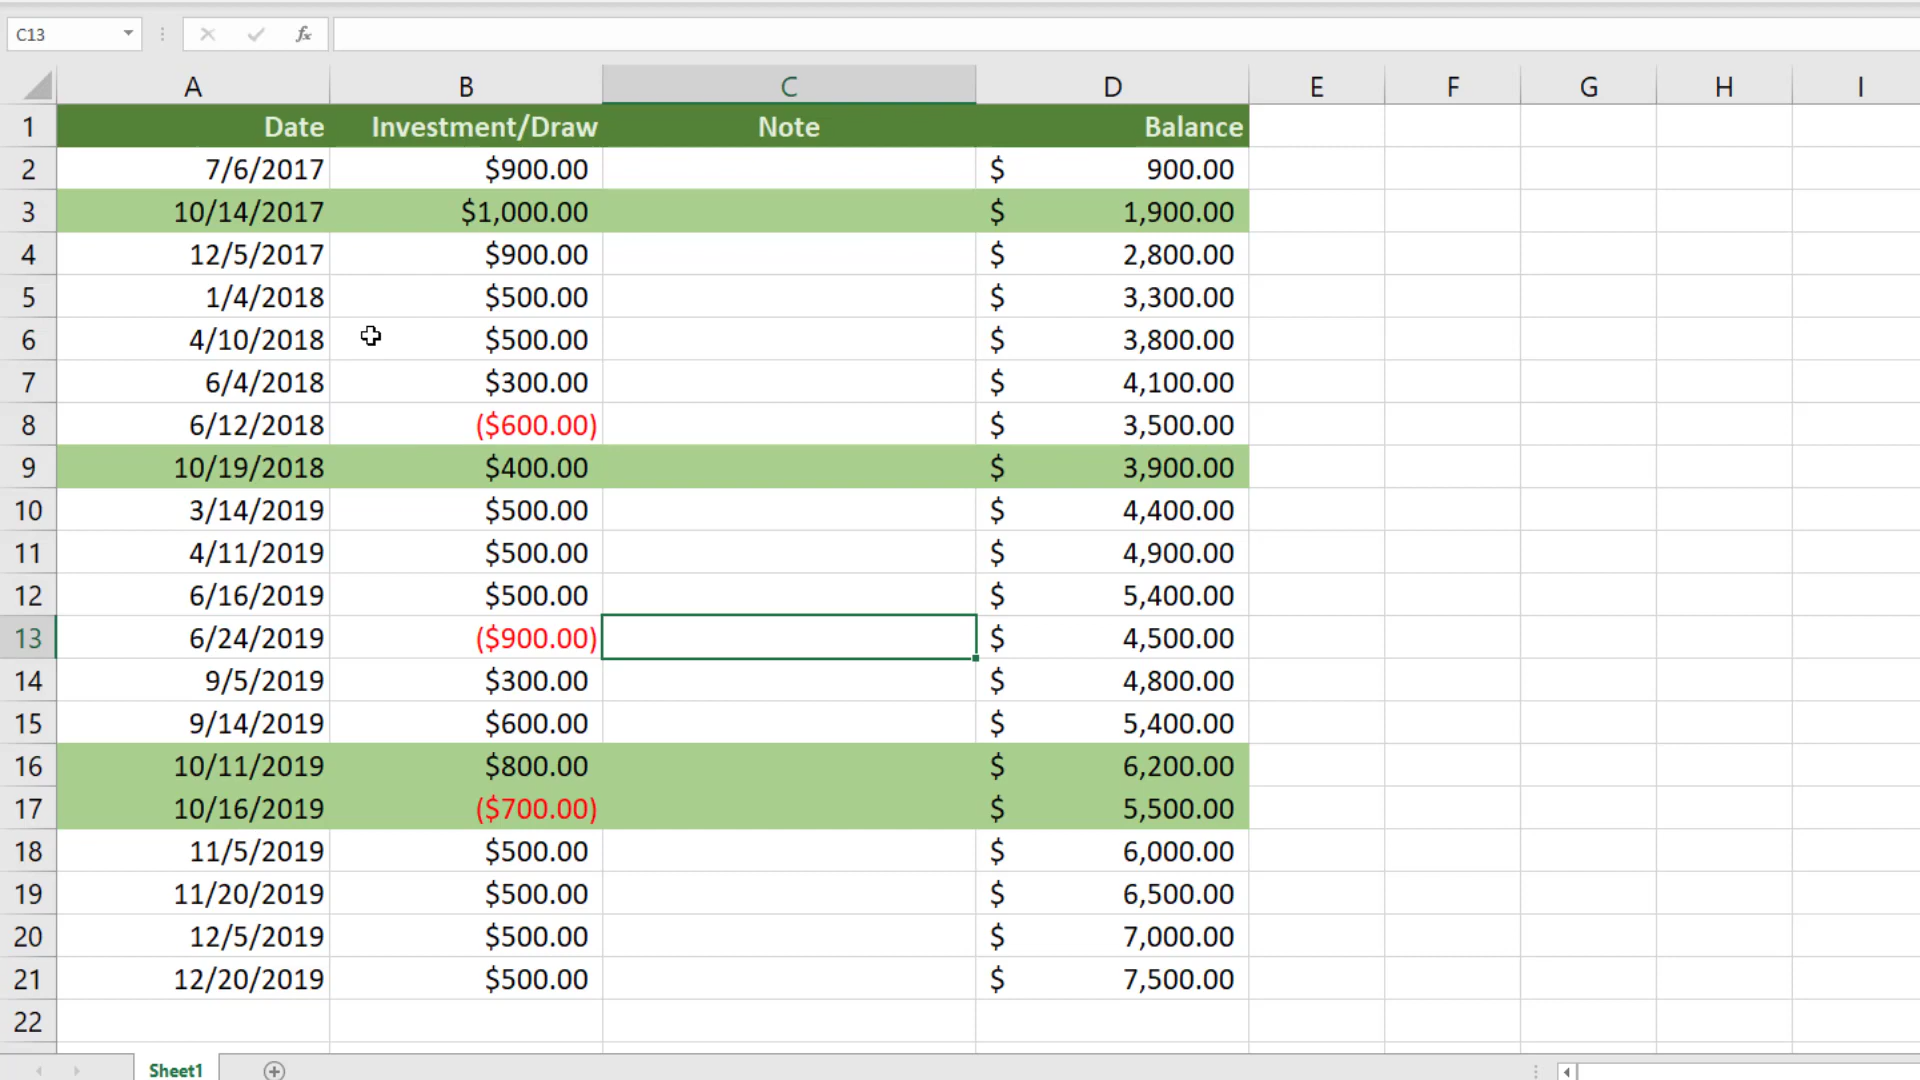 C13 fx
A B C D E F G H I
1 Date Investment/Draw Note Balance
2 7/6/2017 $900.00 $ 900.00
3 10/14/2017 $1,000.00 $ 1,900.00
4 12/5/2017 $900.00 $ 2,800.00
5 1/4/2018 $500.00 $ 3,300.00
6 4/10/2018 $500.00 $ 3,800.00
7 6/4/2018 $300.00 $ 4,100.00
8 6/12/2018 ($600.00) $ 3,500.00
9 10/19/2018 $400.00 $ 3,900.00
10 3/14/2019 $500.00 $ 4,400.00
11 4/11/2019 $500.00 $ 4,900.00
12 6/16/2019 $500.00 $ 5,400.00
13 6/24/2019 ($900.00) $ 4,500.00
14 9/5/2019 $300.00 $ 4,800.00
15 9/14/2019 $600.00 $ 5,400.00
16 10/11/2019 $800.00 $ 6,200.00
17 10/16/2019 ($700.00) $ 5,500.00
18 11/5/2019 $500.00 $ 6,000.00
19 11/20/2019 $500.00 $ 6,500.00
20 12/5/2019 $500.00 $ 7,000.00
21 12/20/2019 $500.00 $ 7,500.00
22
Sheet1